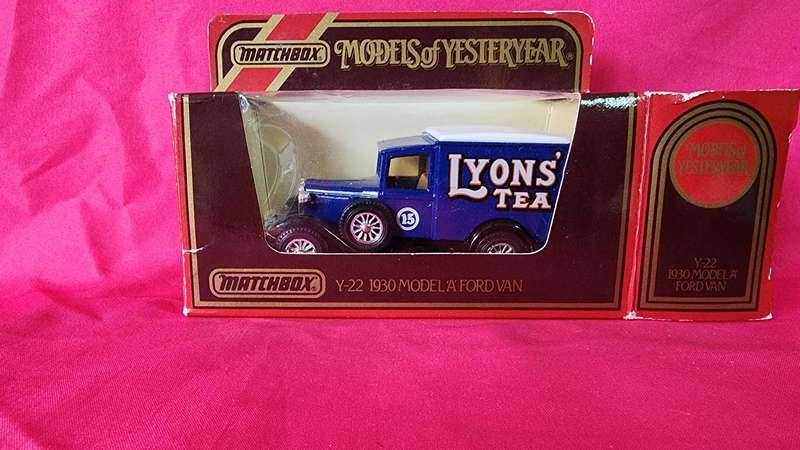 MATCHBOX
MODELS of YESTERYEAR®
LYONS'
TEA
15
MATCHBOX
Y-22 1930 MODEL 'A' FORD VAN
MODELS of
YESTERYEAR
Y-22
1930 MODEL 'A'
FORD VAN